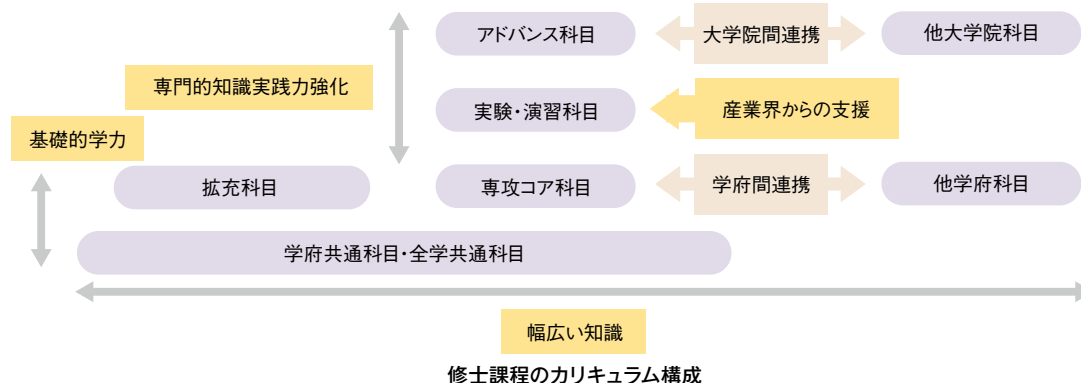 アドバンス科目
大学院間連携
他大学院科目
専門的知識実践力強化
実験・演習科目
産業界からの支援
基礎的学力
拡充科目
専攻コア科目
学府間連携
他学府科目
学府共通科目・全学共通科目
幅広い知識
修士課程のカリキュラム構成